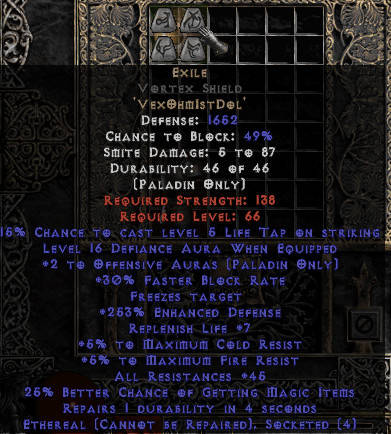 Exile
Vortex Shield
'VexOhmIstDol'
Defense: 1652
Chance to Block: 49%
Smite Damage: 5 to 87
Durability: 46 of 46
(Paladin Only)
Required Strength: 138
Required Level: 66
15% Chance to cast level 5 Life Tap on striking
Level 16 Defiance Aura When Equipped
+2 to Offensive Auras (Paladin Only)
+30% Faster Block Rate
Freezes target
+253% Enhanced Defense
Replenish Life +7
+5% to Maximum Cold Resist
+5% to Maximum Fire Resist
All Resistances +45
25% Better Chance of Getting Magic Items
Repairs 1 durability in 4 seconds
Ethereal (Cannot be Repaired), Socketed (4)